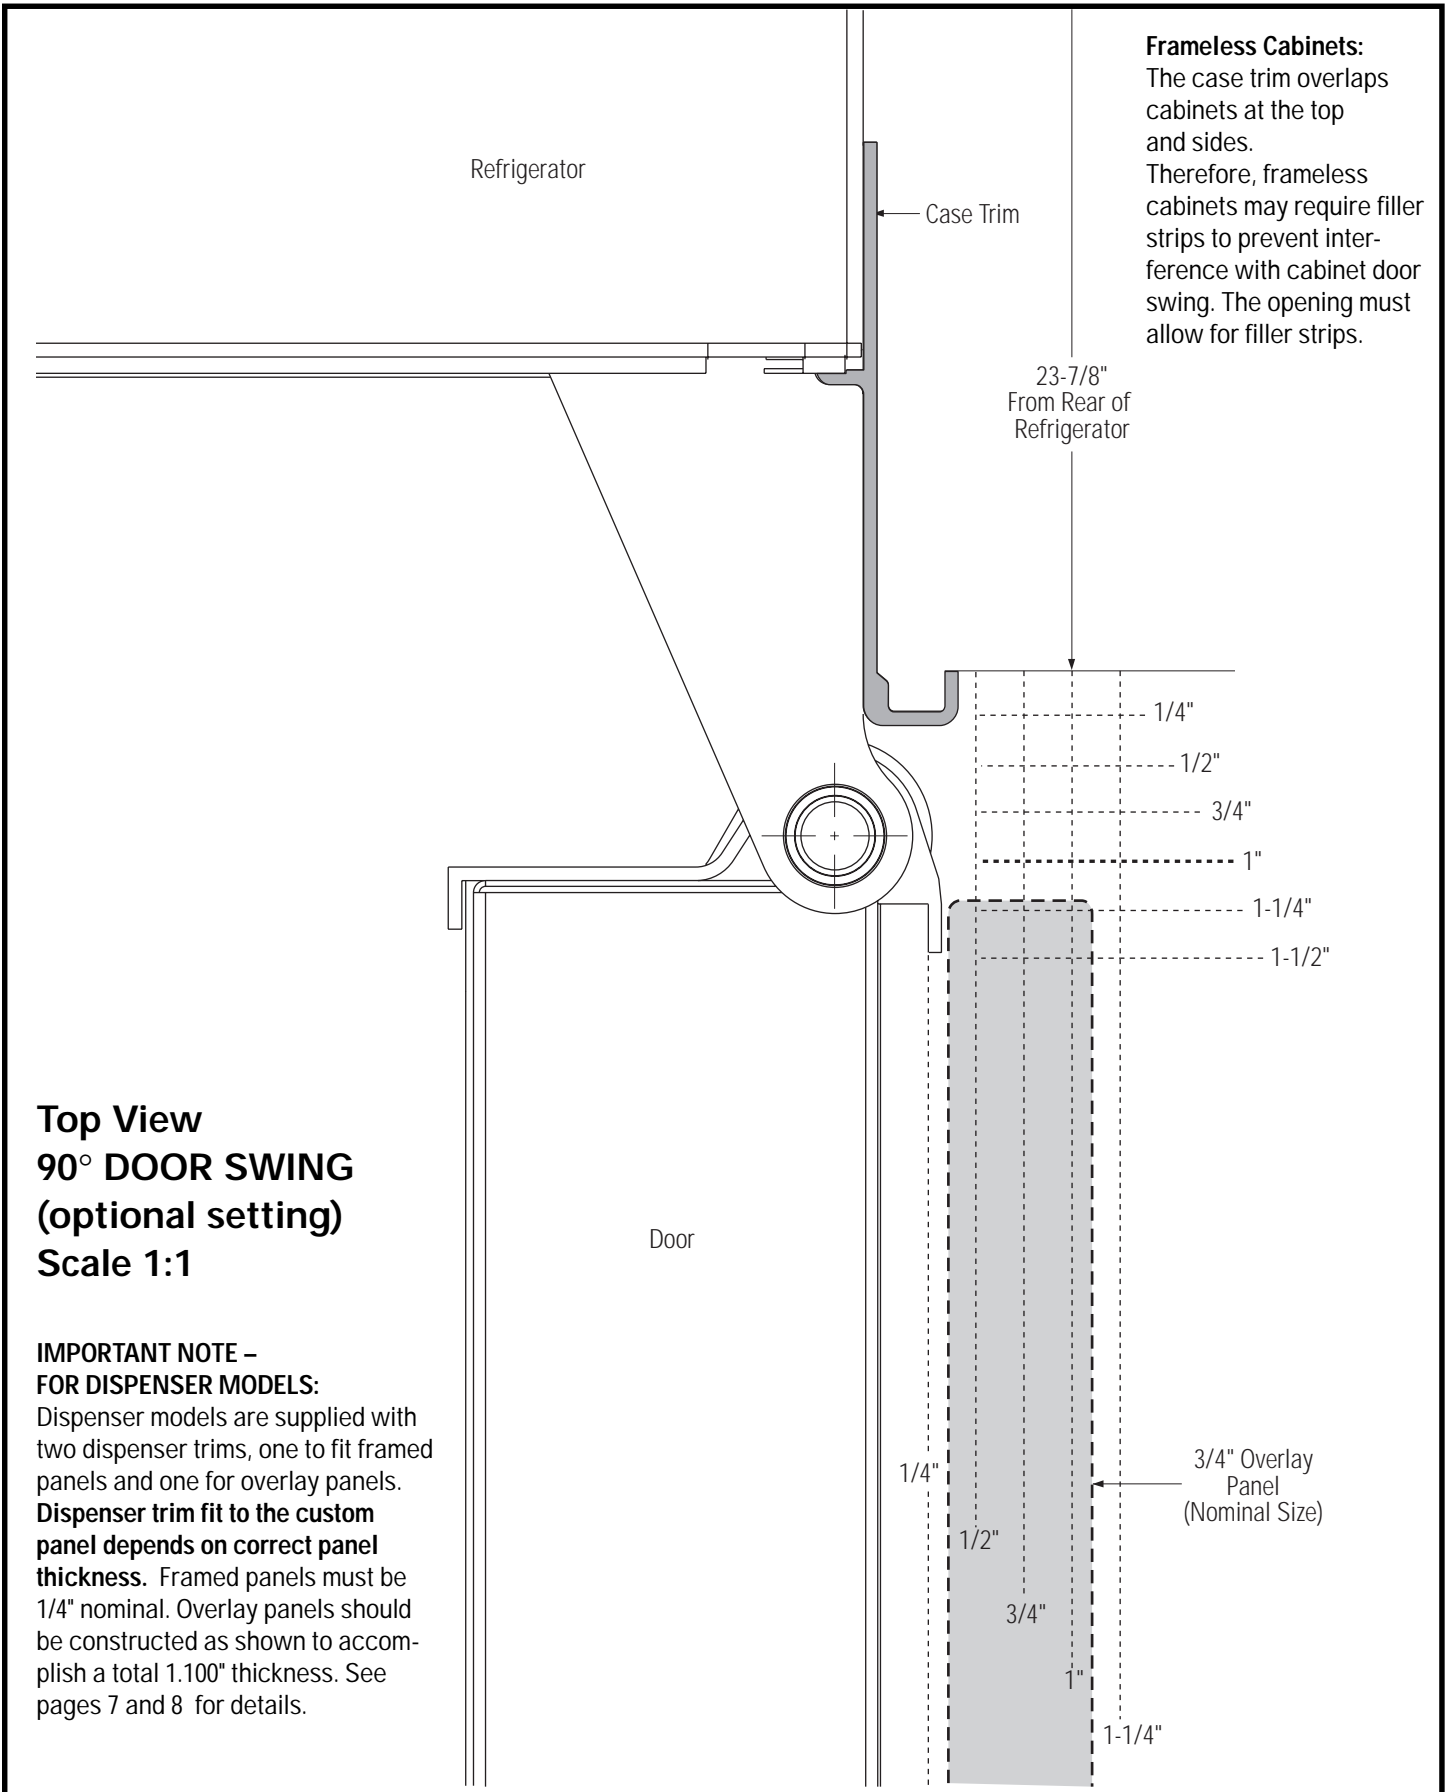 Frameless Cabinets:
The case trim overlaps
cabinets at the top
and sides.
Therefore, frameless
cabinets may require filler
strips to prevent inter-
ference with cabinet door
swing. The opening must
allow for filler strips.
Refrigerator
Case Trim
23-7/8"
From Rear of
Refrigerator
1/4"
1/2"
3/4"
1"
1-1/4"
1-1/2"
Top View
90° DOOR SWING
(optional setting)
Scale 1:1
Door
IMPORTANT NOTE –
FOR DISPENSER MODELS:
Dispenser models are supplied with
two dispenser trims, one to fit framed
panels and one for overlay panels.
Dispenser trim fit to the custom
panel depends on correct panel
thickness. Framed panels must be
1/4" nominal. Overlay panels should
be constructed as shown to accom-
plish a total 1.100" thickness. See
pages 7 and 8 for details.
3/4" Overlay
Panel
(Nominal Size)
1/4"
1/2"
3/4"
1"
1-1/4"